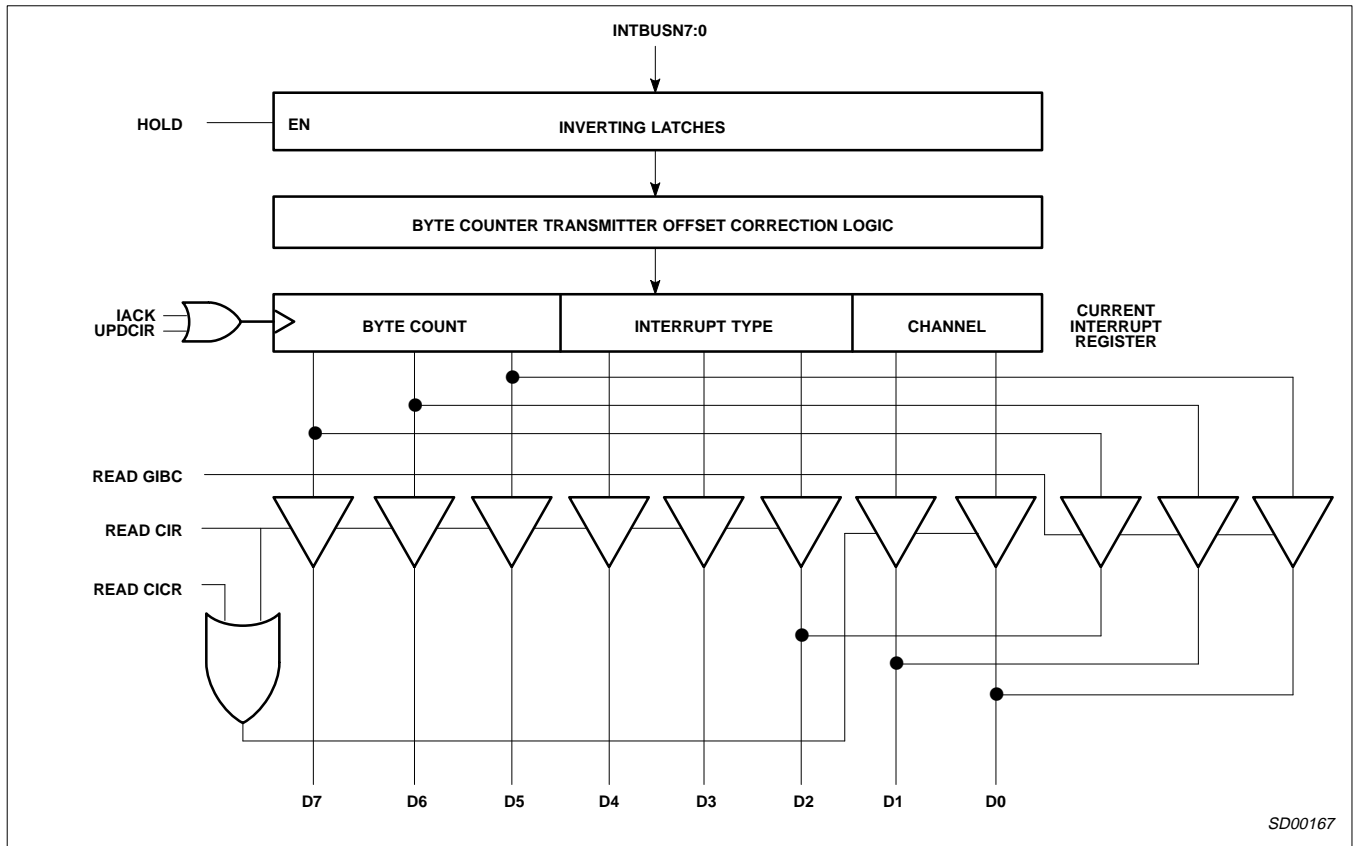 INTBUSN7:0
HOLD
EN
INVERTING LATCHES
BYTE COUNTER TRANSMITTER OFFSET CORRECTION LOGIC
IACK
UPDCIR
BYTE COUNT
INTERRUPT TYPE
CHANNEL
CURRENT
INTERRUPT
REGISTER
READ GIBC
READ CIR
READ CICR
D7 D6 D5 D4 D3 D2 D1 D0
SD00167